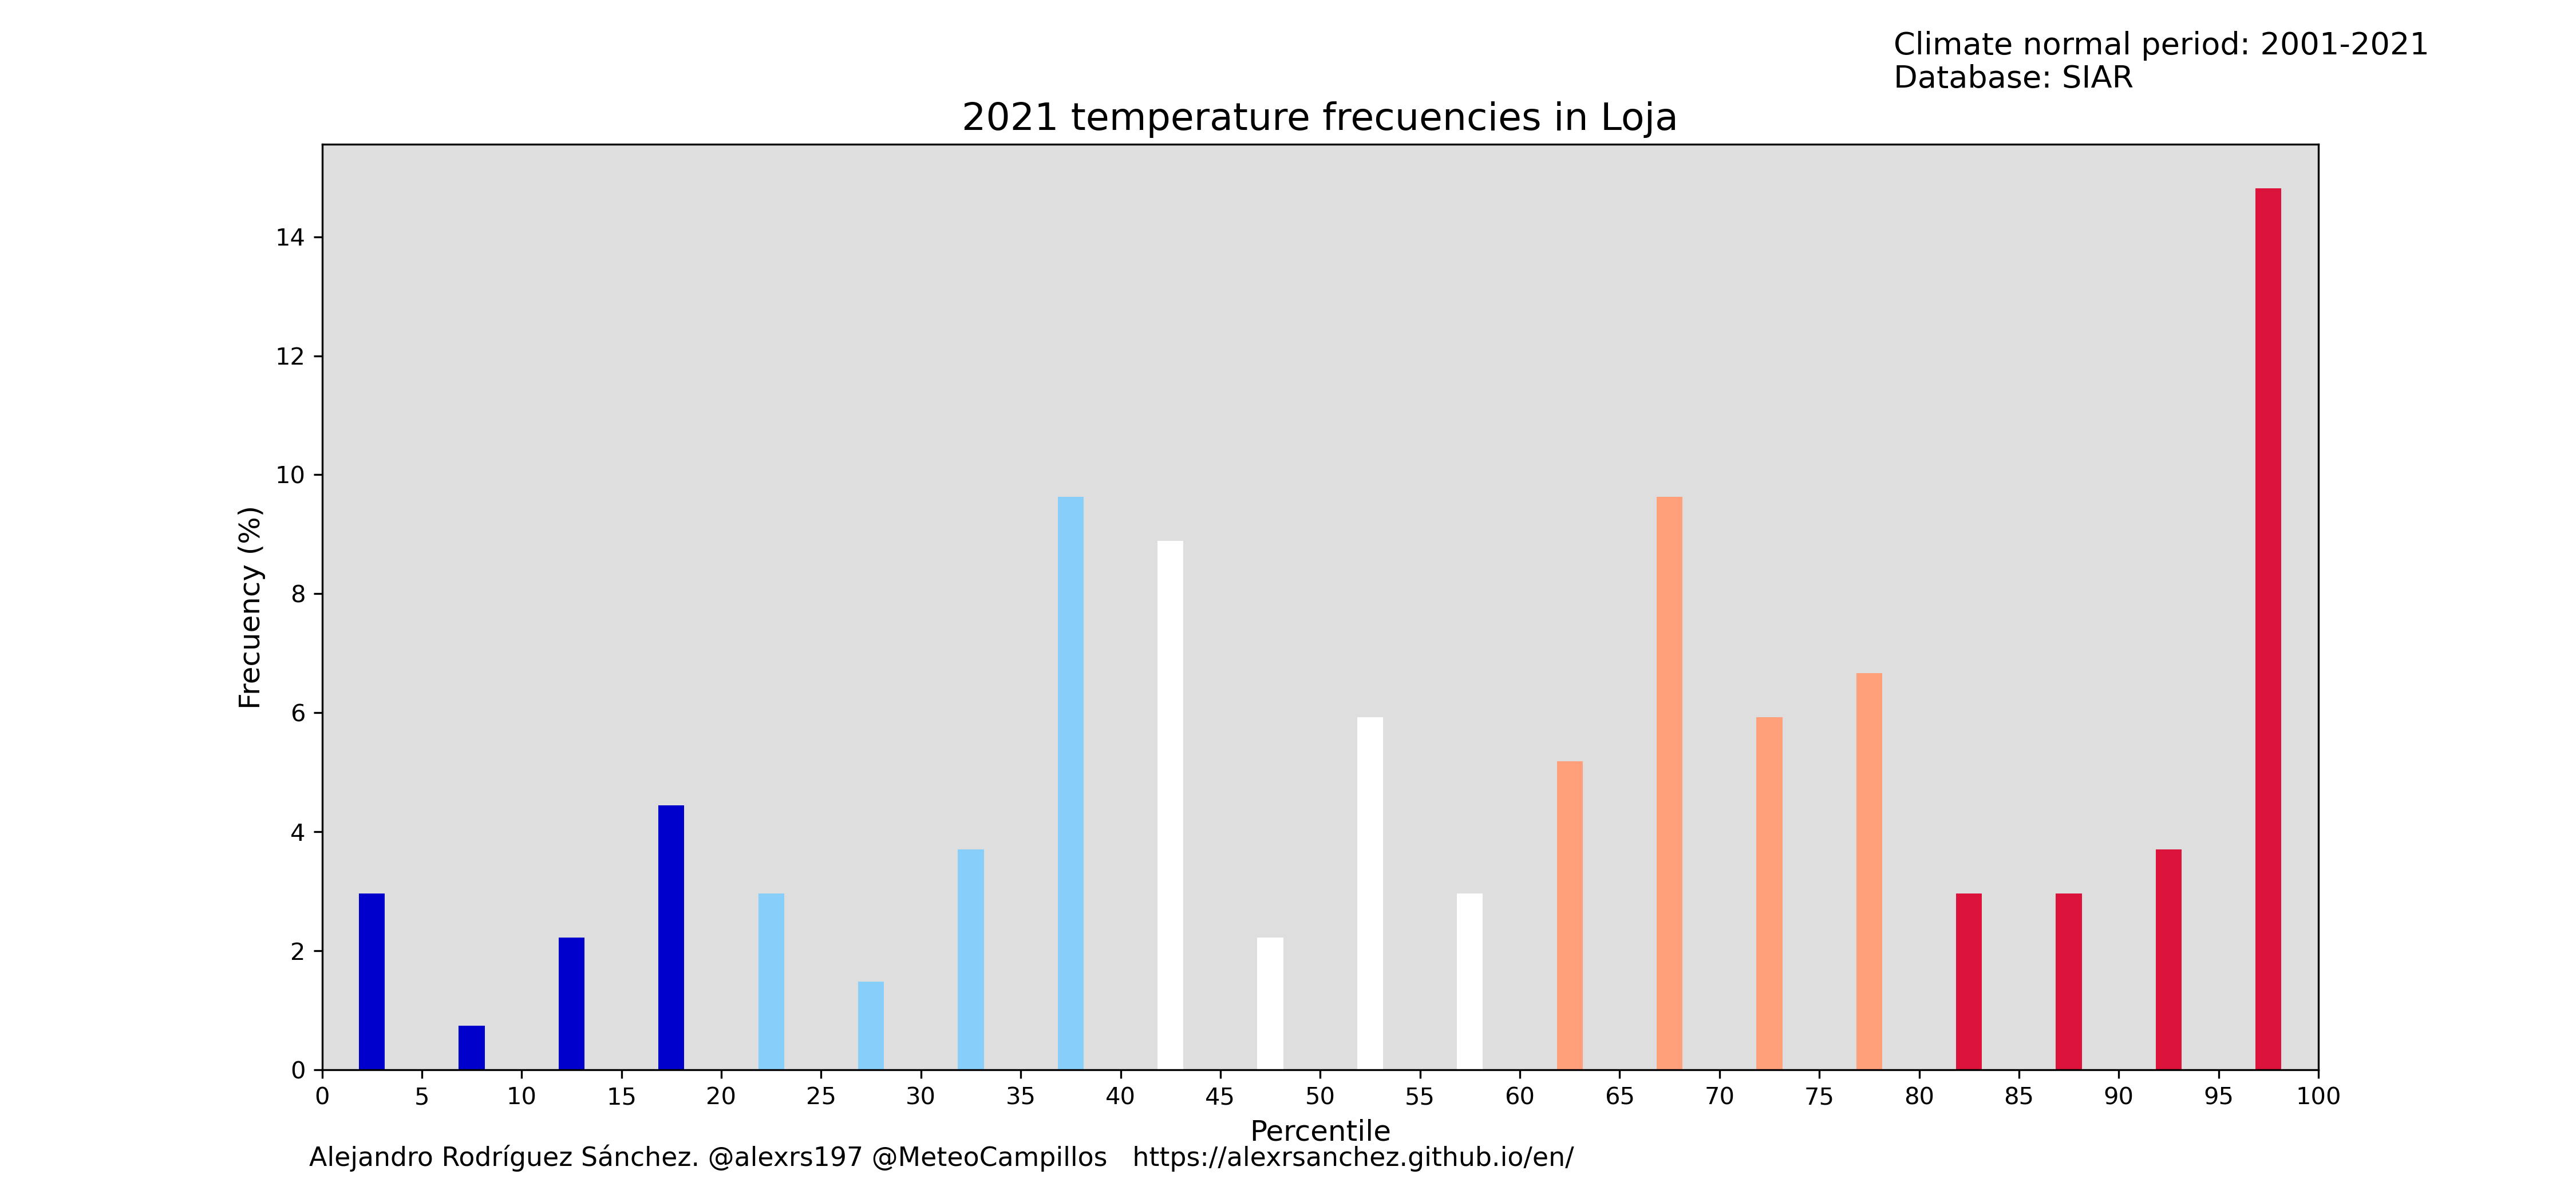 Climate normal period: 2001-2021
Database: SIAR
2021 temperature frecuencies in Loja
Frecuency (%)
14
12
10
8
6
4
2
0
0 5 10 15 20 25 30 35 40 45 50 55 60 65 70 75 80 85 90 95 100
Percentile
Alejandro Rodríguez Sánchez. @alexrs197 @MeteoCampillos https://alexrsanchez.github.io/en/